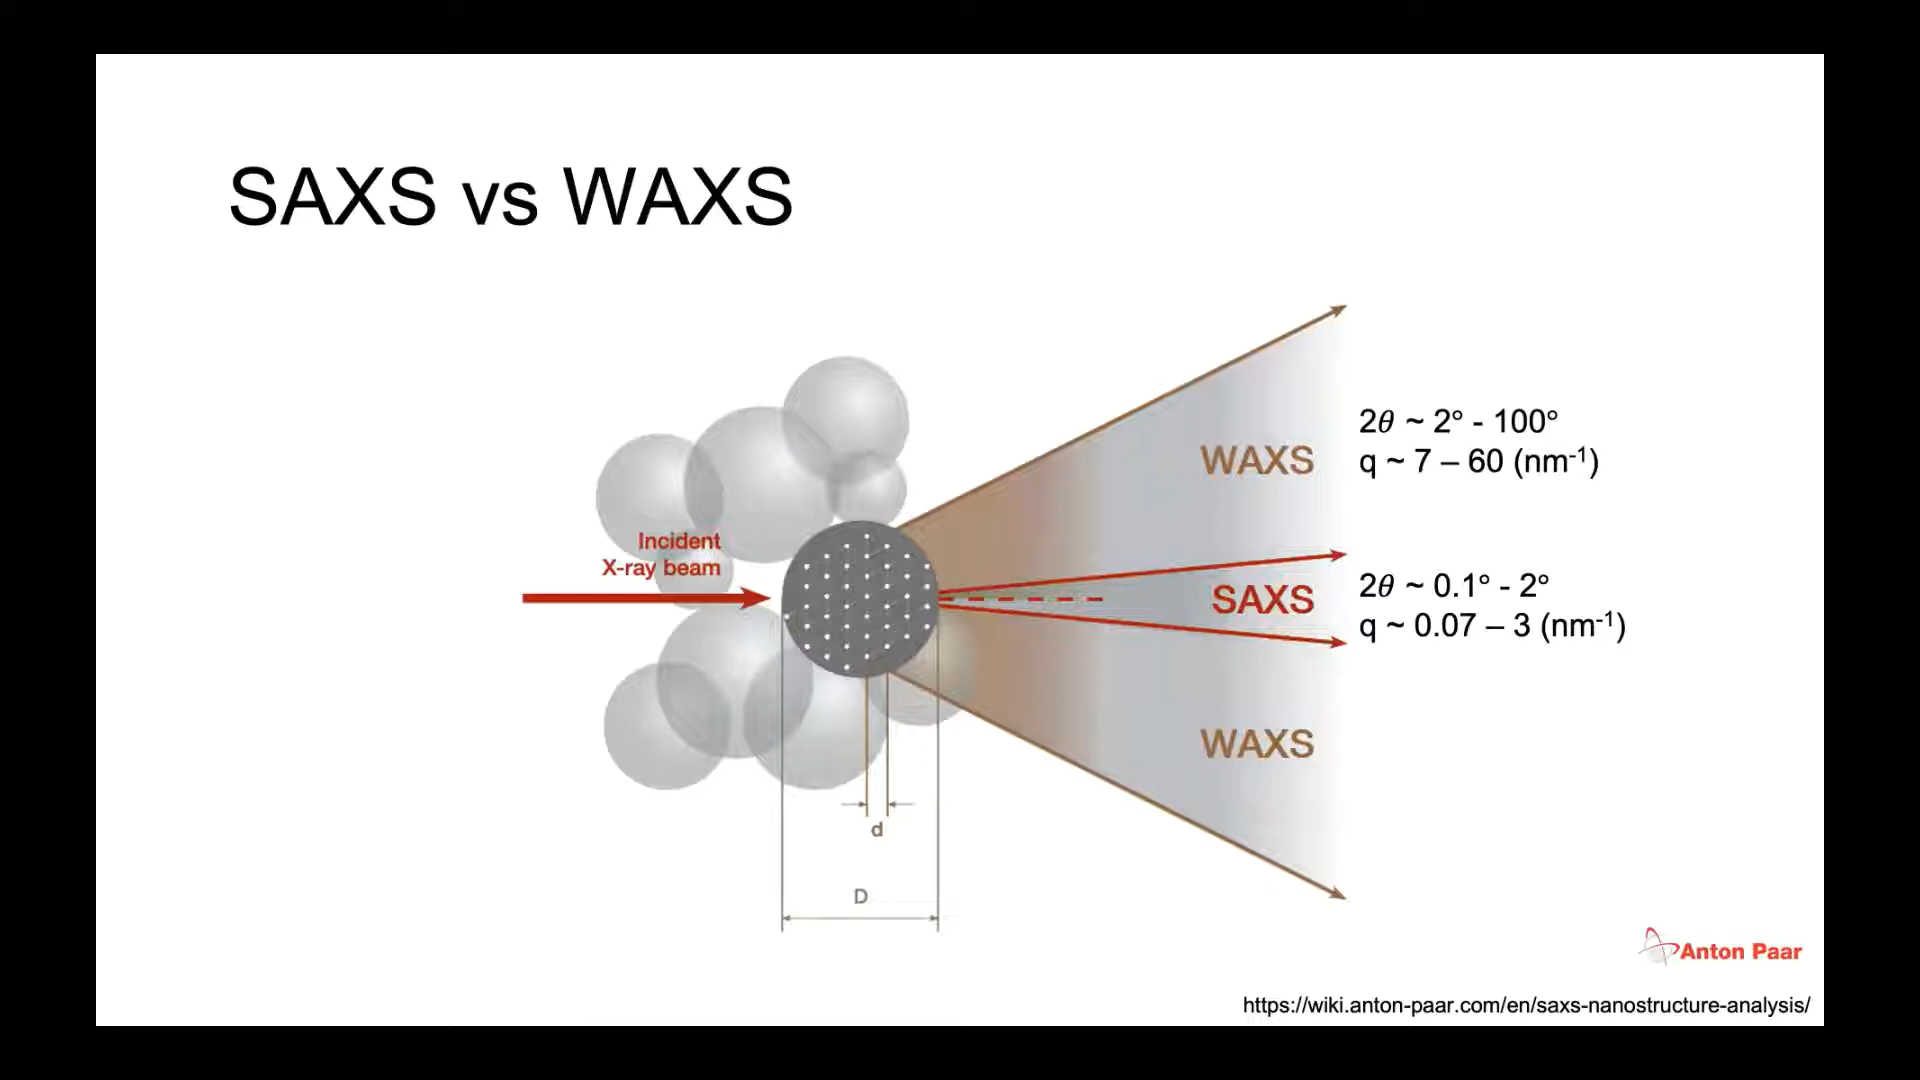 SAXS vs WAXS
WAXS
2θ ~ 2° - 100°
q ~ 7 – 60 (nm⁻¹)
Incident
X-ray beam
SAXS
2θ ~ 0.1° - 2°
q ~ 0.07 – 3 (nm⁻¹)
WAXS
d
D
Anton Paar
https://wiki.anton-paar.com/en/saxs-nanostructure-analysis/